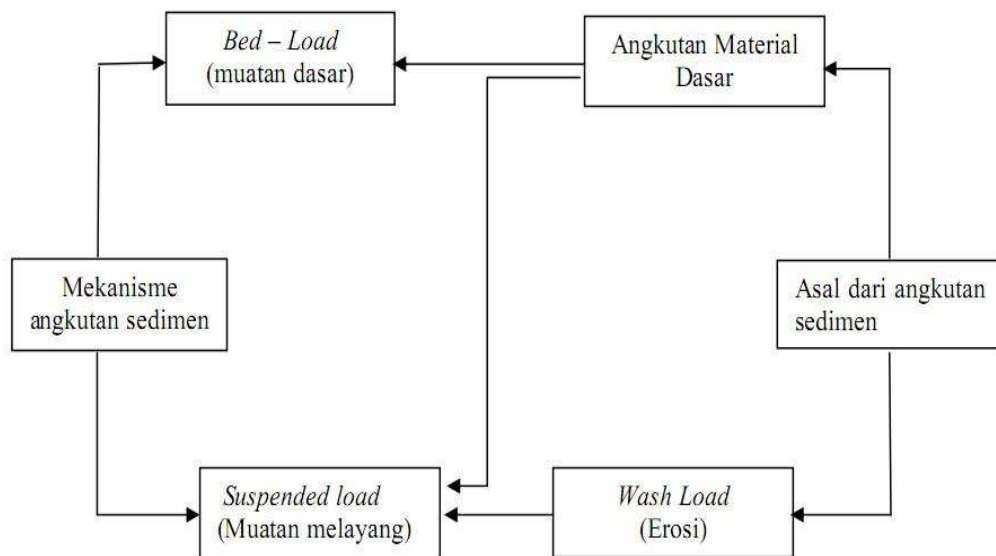 Bed – Load
(muatan dasar)
Angkutan Material
Dasar
Mekanisme
angkutan sedimen
Asal dari angkutan
sedimen
Suspended load
(Muatan melayang)
Wash Load
(Erosi)